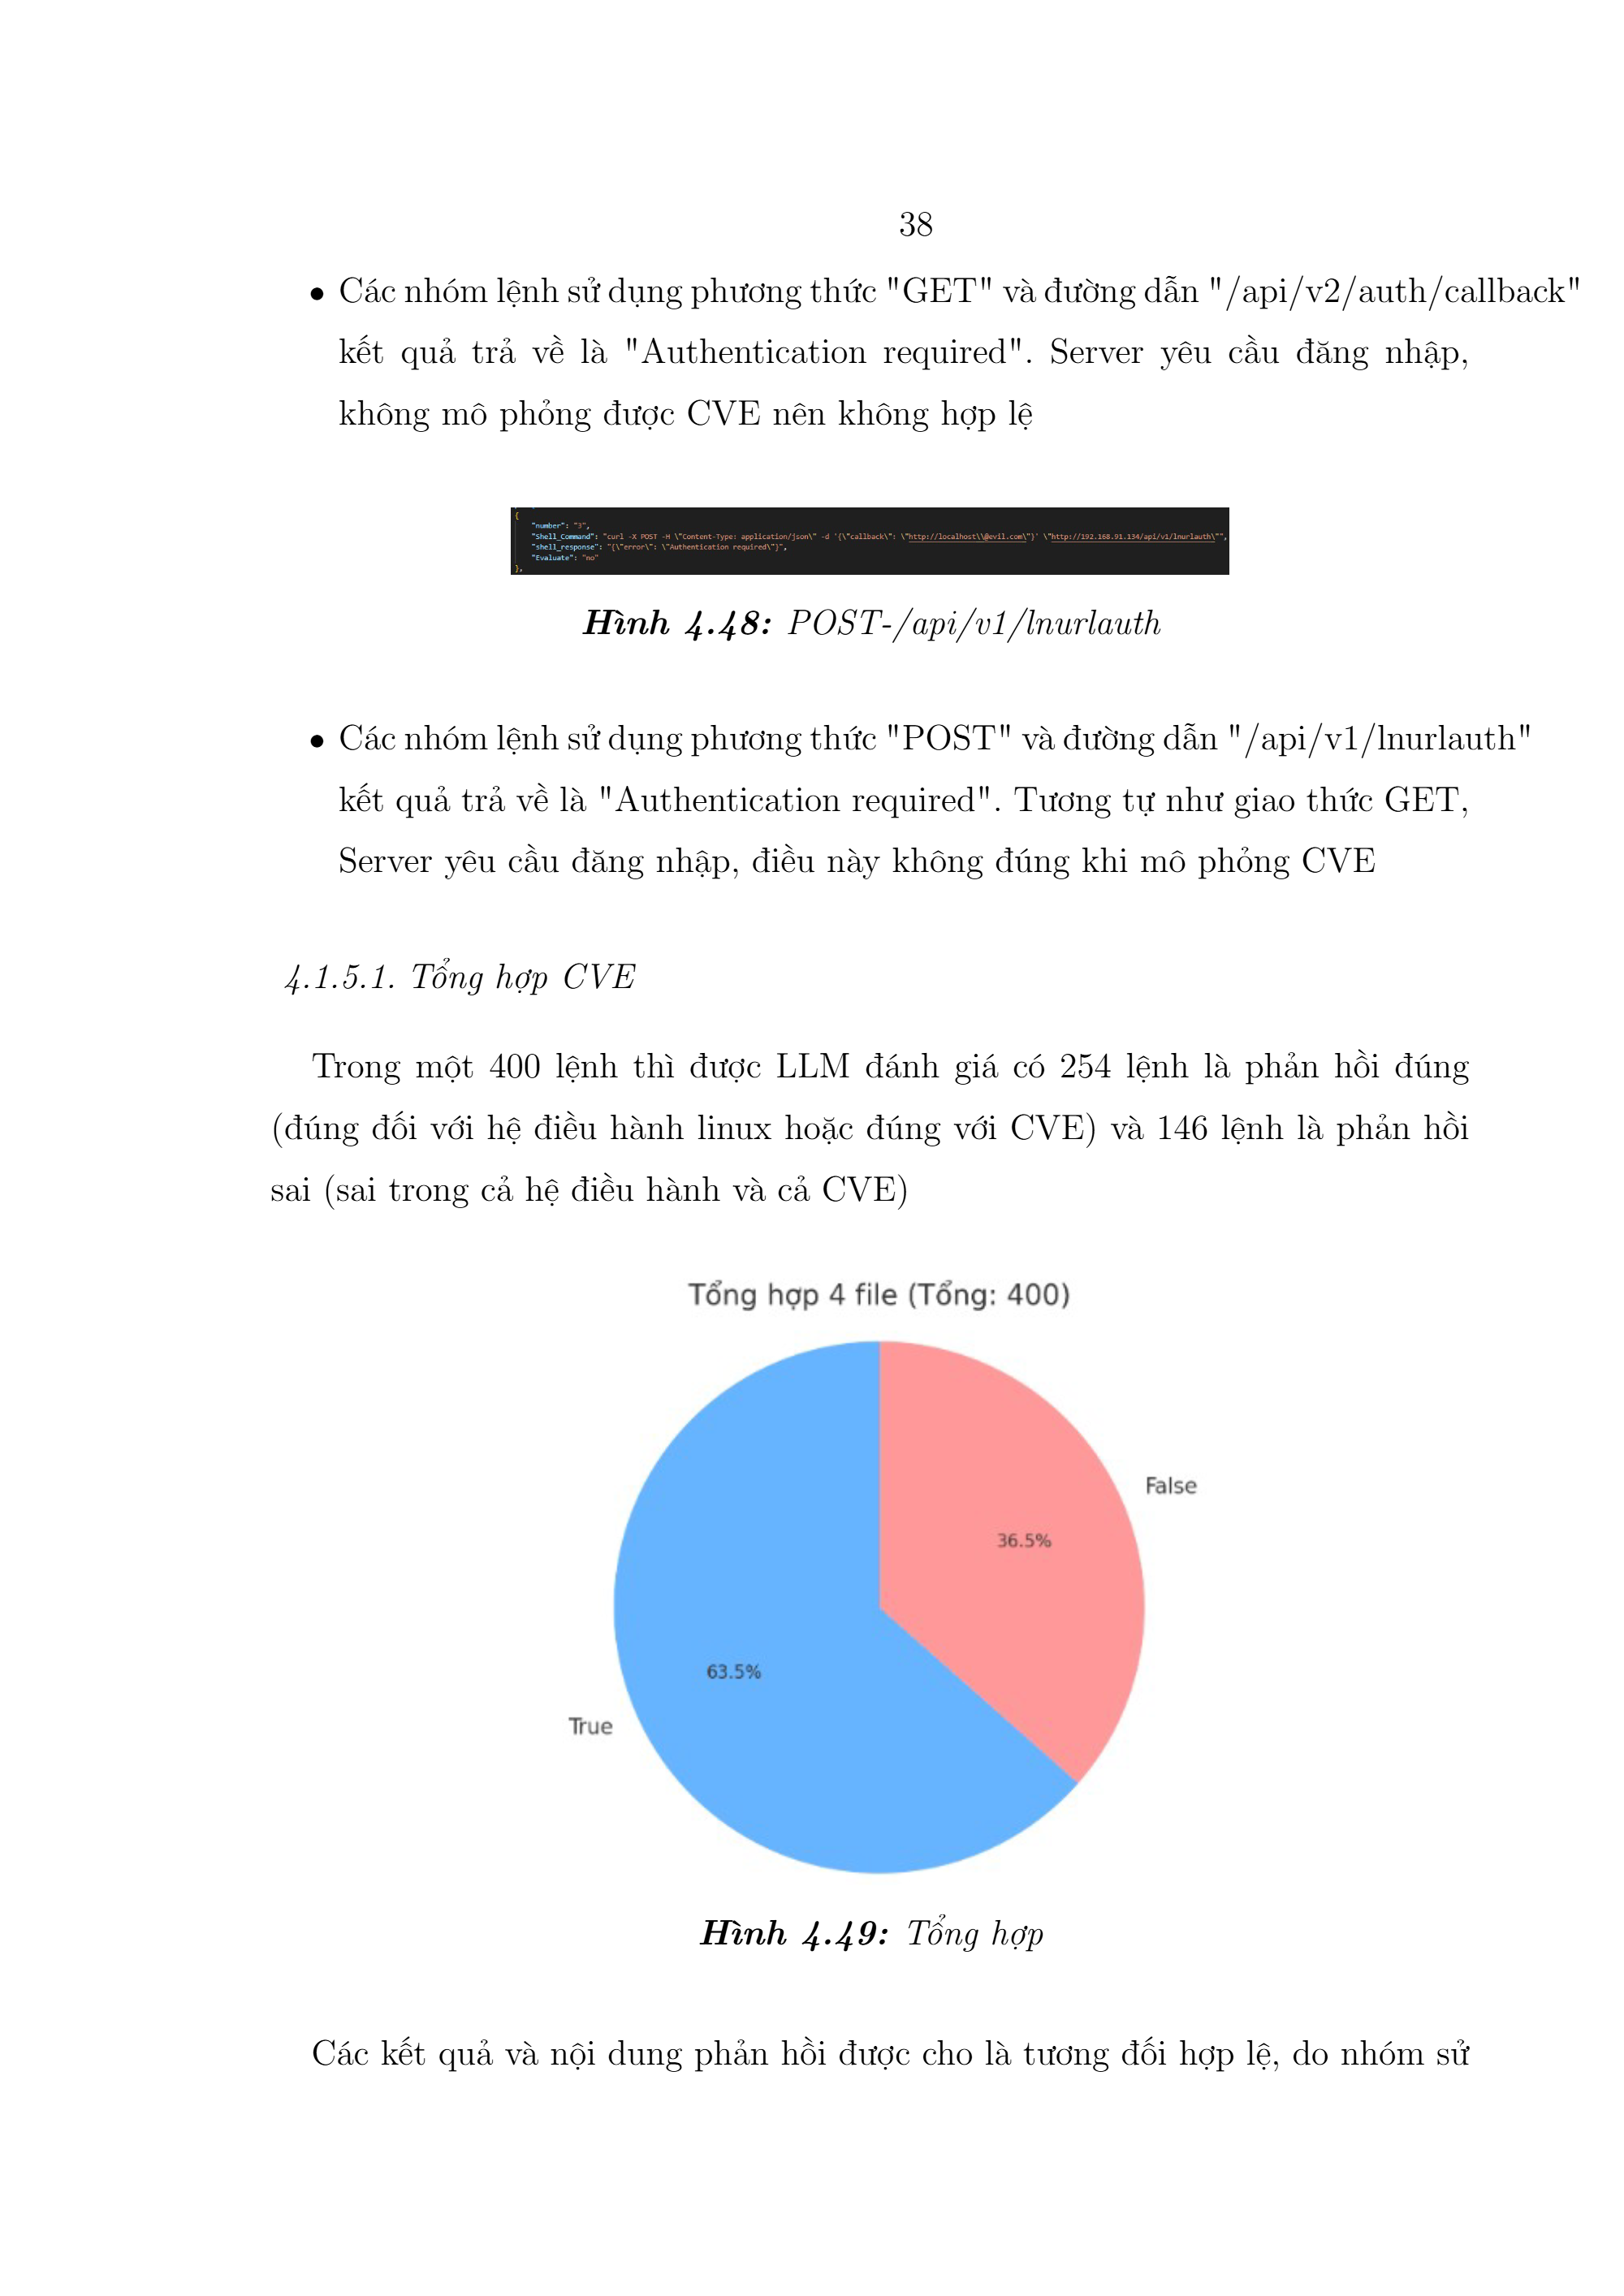 38
• Các nhóm lệnh sử dụng phương thức "GET" và đường dẫn "/api/v2/auth/callback"
kết quả trả về là "Authentication required". Server yêu cầu đăng nhập,
không mô phỏng được CVE nên không hợp lệ
{
"number": "3",
"Shell_Command": "curl -X POST -H \"Content-Type: application/json\" -d '{\"callback\": \"http://localhost\\@evil.com\"}' \"http://192.168.91.134/api/v1/lnurlauth\"",
"shell_response": "{\"error\": \"Authentication required\"}",
"Evaluate": "no"
},
Hình 4.48: POST-/api/v1/lnurlauth
• Các nhóm lệnh sử dụng phương thức "POST" và đường dẫn "/api/v1/lnurlauth"
kết quả trả về là "Authentication required". Tương tự như giao thức GET,
Server yêu cầu đăng nhập, điều này không đúng khi mô phỏng CVE
4.1.5.1. Tổng hợp CVE
Trong một 400 lệnh thì được LLM đánh giá có 254 lệnh là phản hồi đúng
(đúng đối với hệ điều hành linux hoặc đúng với CVE) và 146 lệnh là phản hồi
sai (sai trong cả hệ điều hành và cả CVE)
Tổng hợp 4 file (Tổng: 400)
False
36.5%
63.5%
True
Hình 4.49: Tổng hợp
Các kết quả và nội dung phản hồi được cho là tương đối hợp lệ, do nhóm sử